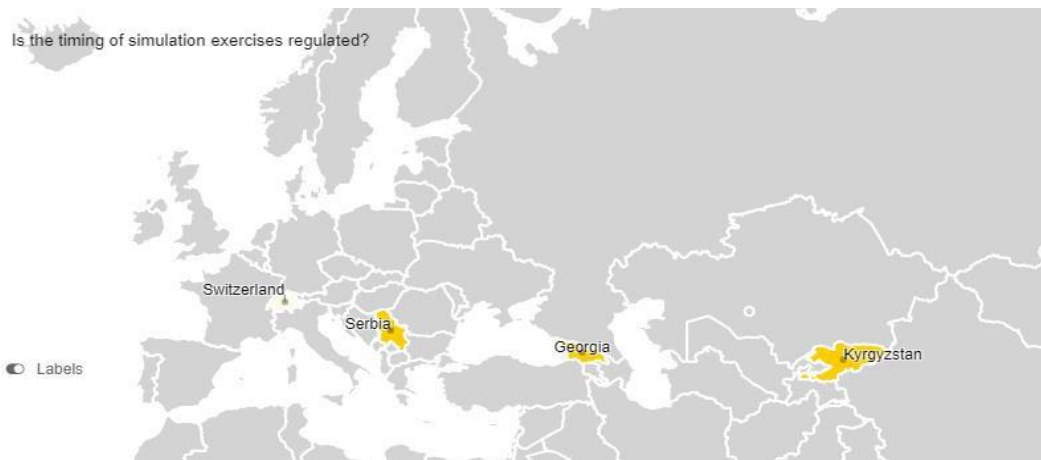 Is the timing of simulation exercises regulated?
Switzerland
Serbia
Georgia
Kyrgyzstan
Labels